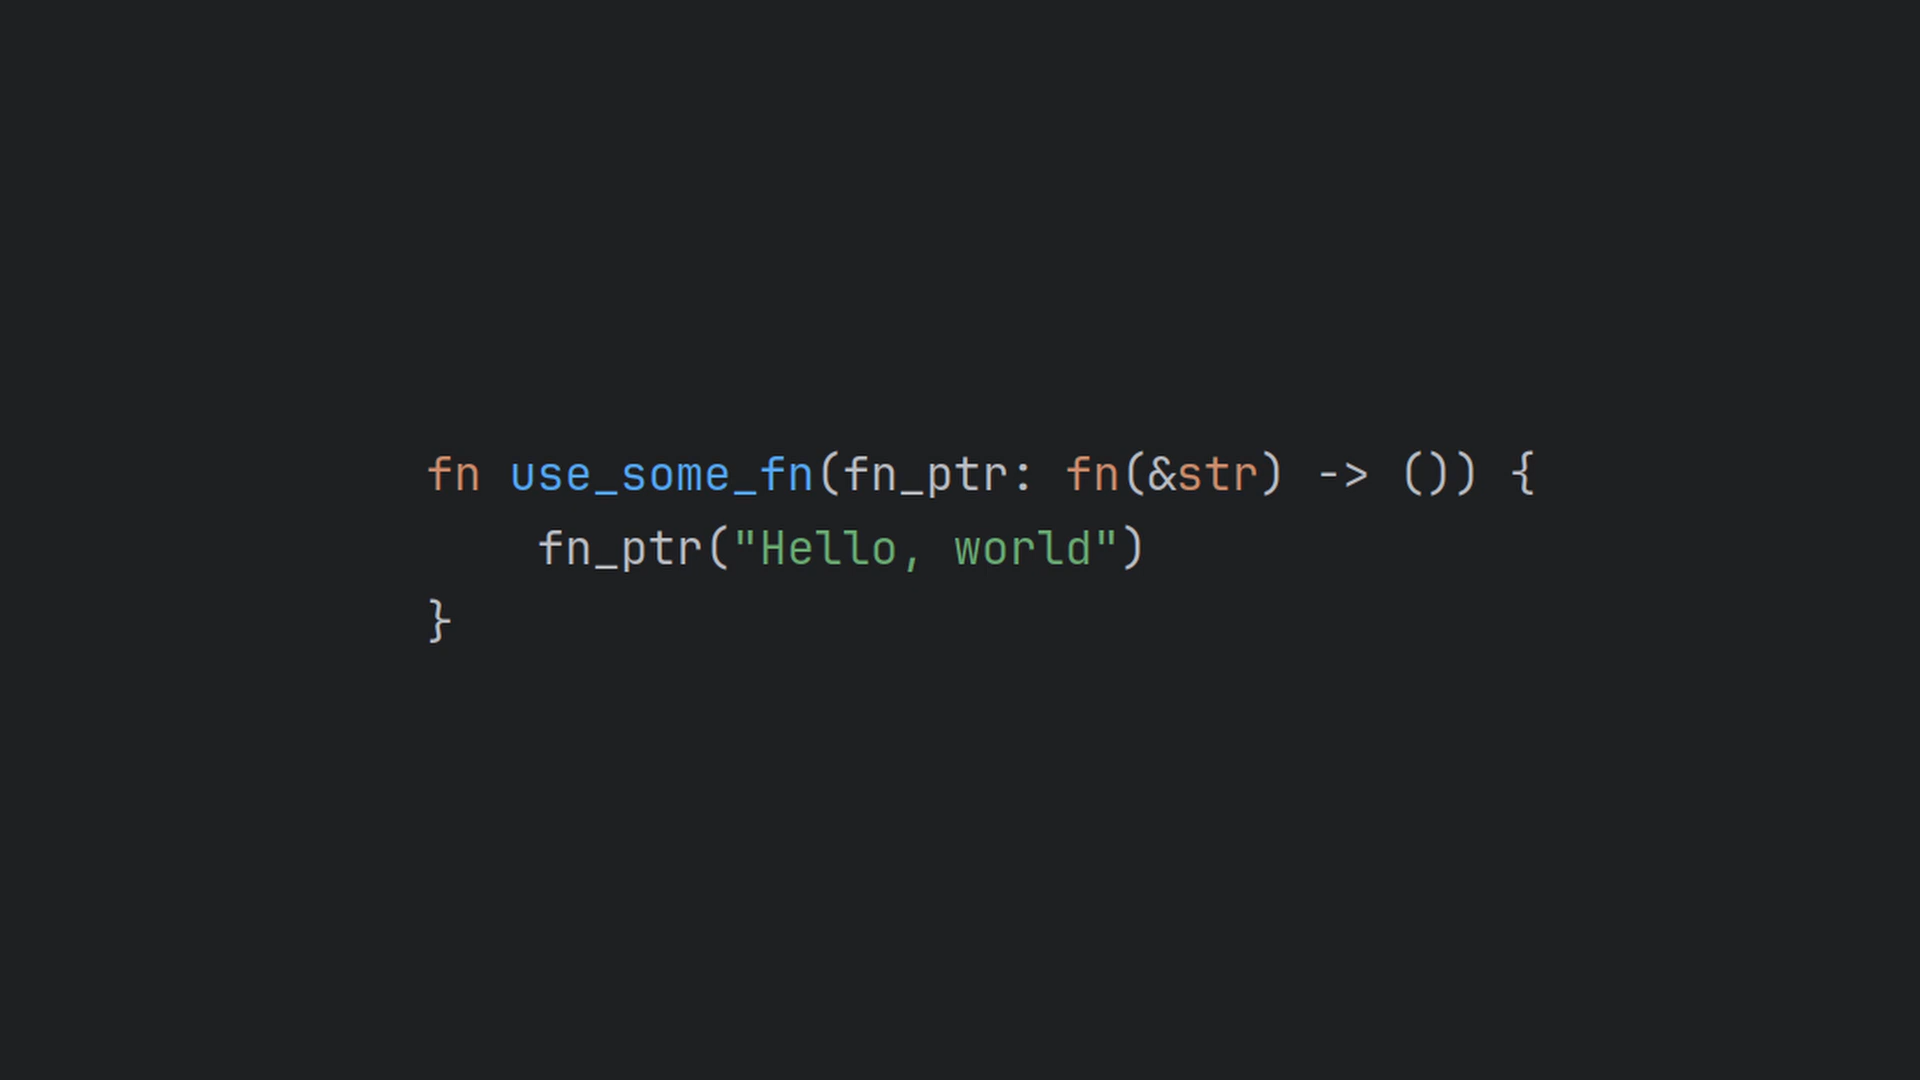 fn use_some_fn(fn_ptr: fn(&str) -> ()) {
    fn_ptr("Hello, world")
}